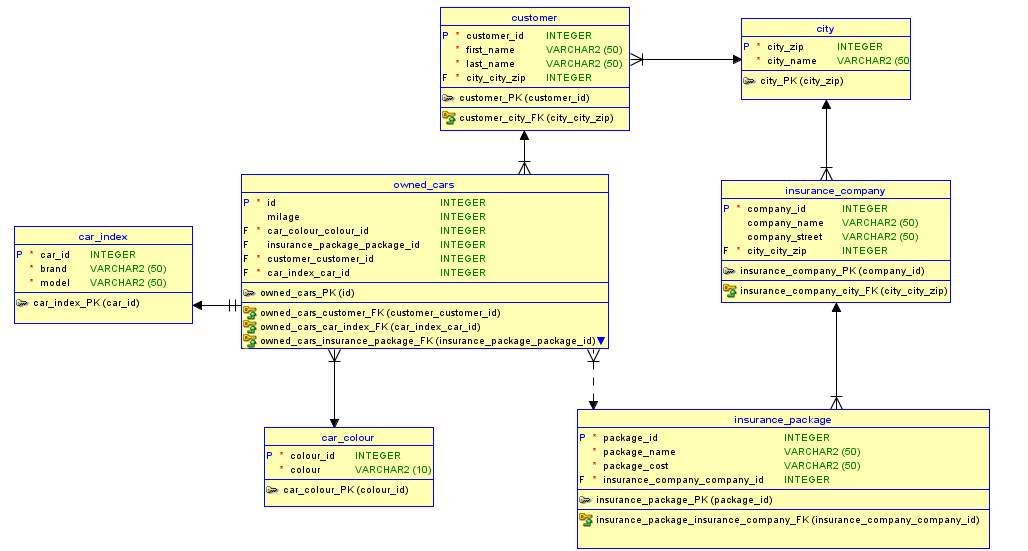 customer
P * customer_id INTEGER
* first_name VARCHAR2 (50)
* last_name VARCHAR2 (50)
F * city_city_zip INTEGER
customer_PK (customer_id)
customer_city_FK (city_city_zip)
city
P * city_zip INTEGER
* city_name VARCHAR2 (50
city_PK (city_zip)
owned_cars
P * id INTEGER
milage INTEGER
F * car_colour_colour_id INTEGER
F insurance_package_package_id INTEGER
F * customer_customer_id INTEGER
F * car_index_car_id INTEGER
owned_cars_PK (id)
owned_cars_customer_FK (customer_customer_id)
owned_cars_car_index_FK (car_index_car_id)
owned_cars_insurance_package_FK (insurance_package_package_id)
insurance_company
P * company_id INTEGER
company_name VARCHAR2 (50)
company_street VARCHAR2 (50)
F * city_city_zip INTEGER
insurance_company_PK (company_id)
insurance_company_city_FK (city_city_zip)
car_index
P * car_id INTEGER
* brand VARCHAR2 (50)
* model VARCHAR2 (50)
car_index_PK (car_id)
car_colour
P * colour_id INTEGER
* colour VARCHAR2 (10)
car_colour_PK (colour_id)
insurance_package
P * package_id INTEGER
* package_name VARCHAR2 (50)
* package_cost VARCHAR2 (50)
F * insurance_company_company_id INTEGER
insurance_package_PK (package_id)
insurance_package_insurance_company_FK (insurance_company_company_id)